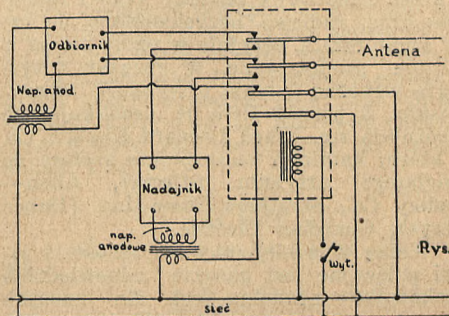 Odbiornik
Antena
Nap. anod.
Nadajnik
nap.
anodowe
Wył.
Rys.
sieć